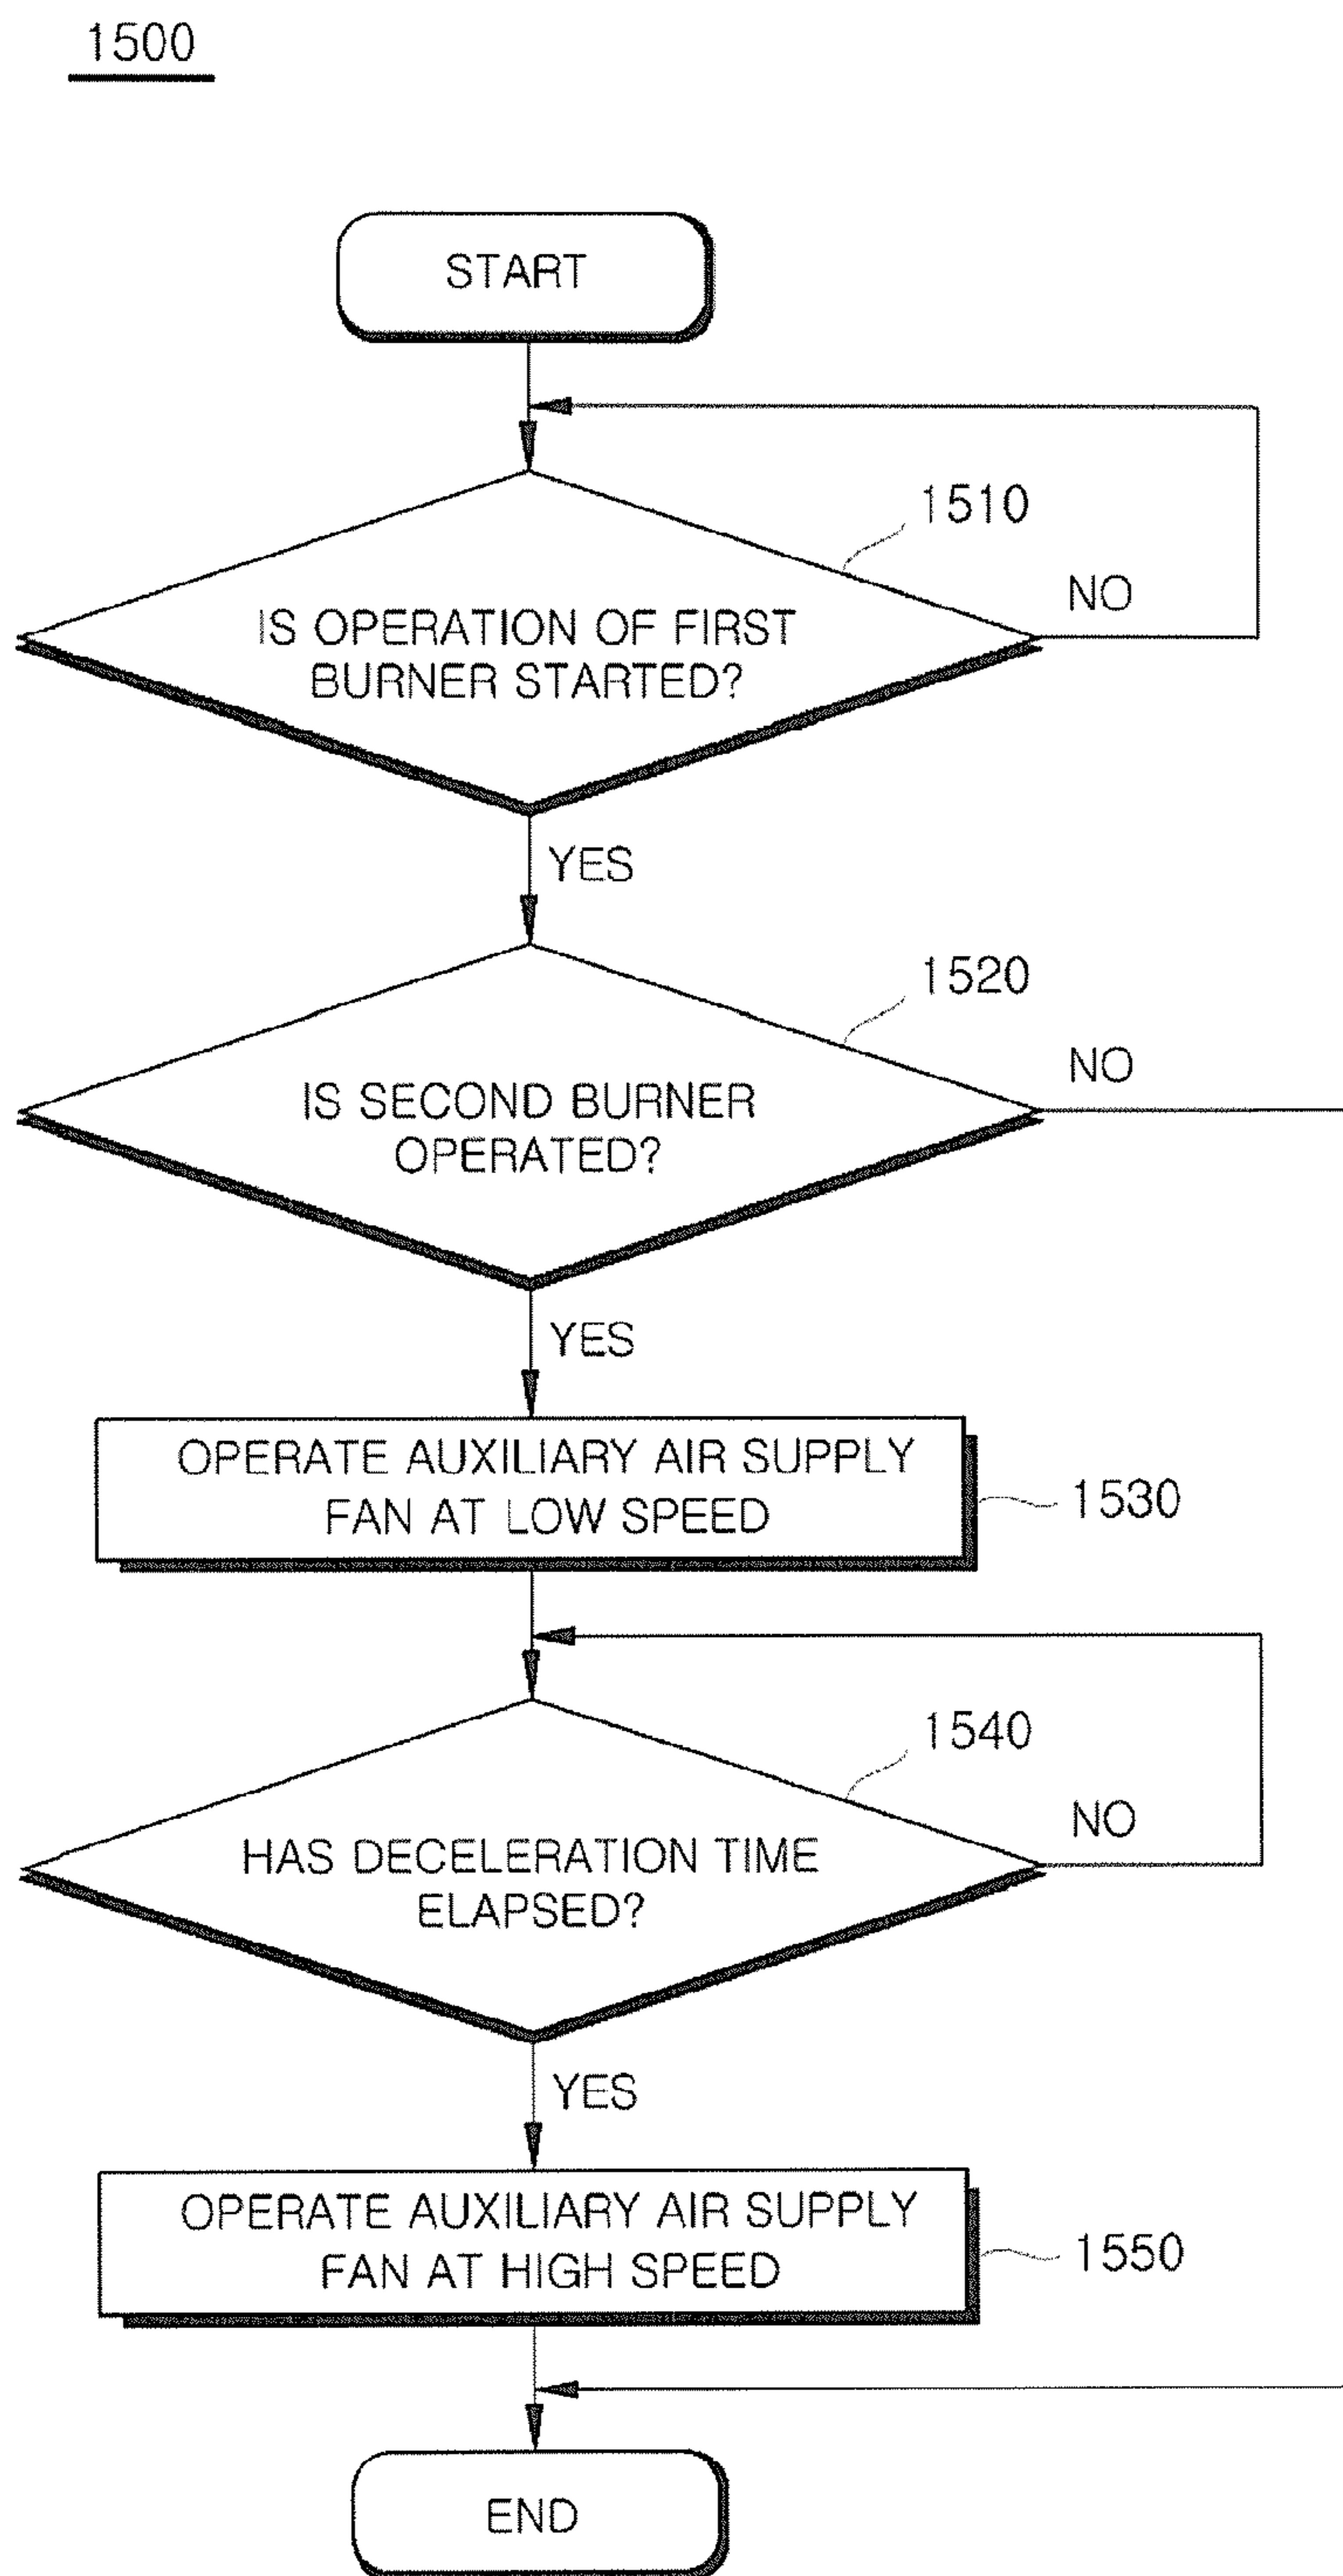 1500
START
1510
NO
IS OPERATION OF FIRST
BURNER STARTED?
YES
1520
NO
IS SECOND BURNER
OPERATED?
YES
OPERATE AUXILIARY AIR SUPPLY
FAN AT LOW SPEED
1530
1540
NO
HAS DECELERATION TIME
ELAPSED?
YES
OPERATE AUXILIARY AIR SUPPLY
FAN AT HIGH SPEED
1550
END